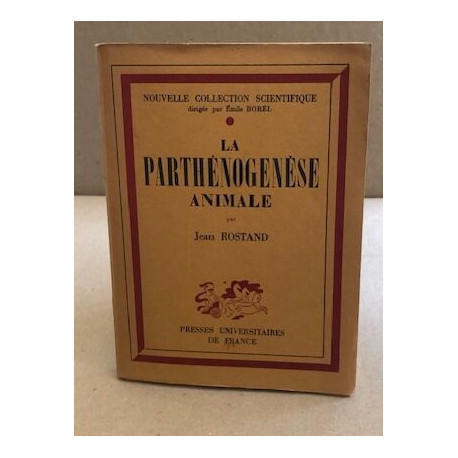 NOUVELLE COLLECTION SCIENTIFIQUE
dirigée par Émile BOREL
LA
PARTHÉNOGENÈSE
ANIMALE
par
Jean ROSTAND
PRESSES UNIVERSITAIRES
DE FRANCE